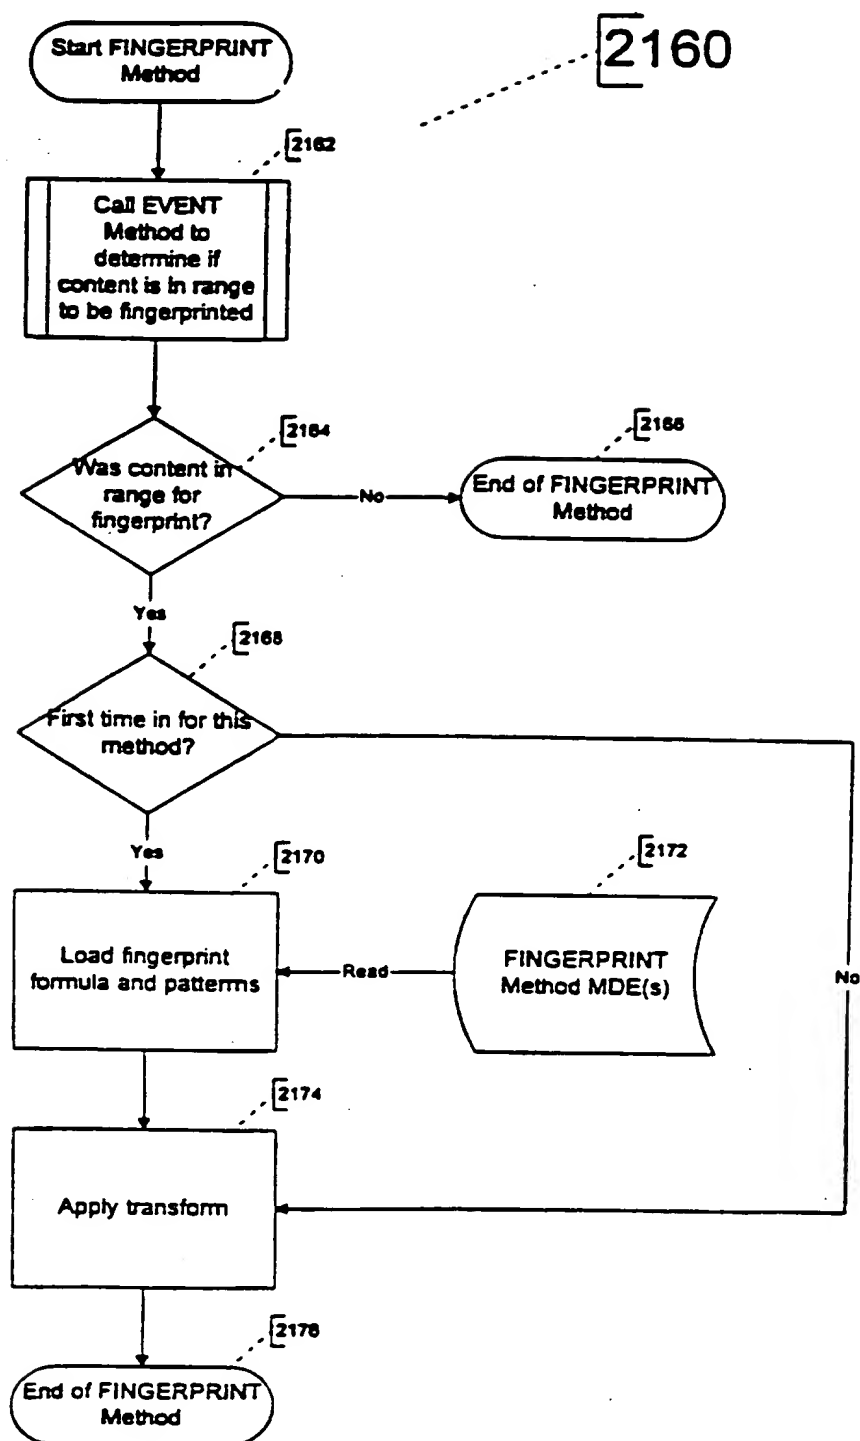 Start FINGERPRINT
Method
2160
2162
Call EVENT
Method to
determine if
content is in range
to be fingerprinted
2164
Was content in
range for
fingerprint?
No
2166
End of FINGERPRINT
Method
Yes
2168
First time in for this
method?
Yes
2170
2172
Load fingerprint
formula and patterms
Read
FINGERPRINT
Method MDE(s)
No
2174
Apply transform
2176
End of FINGERPRINT
Method